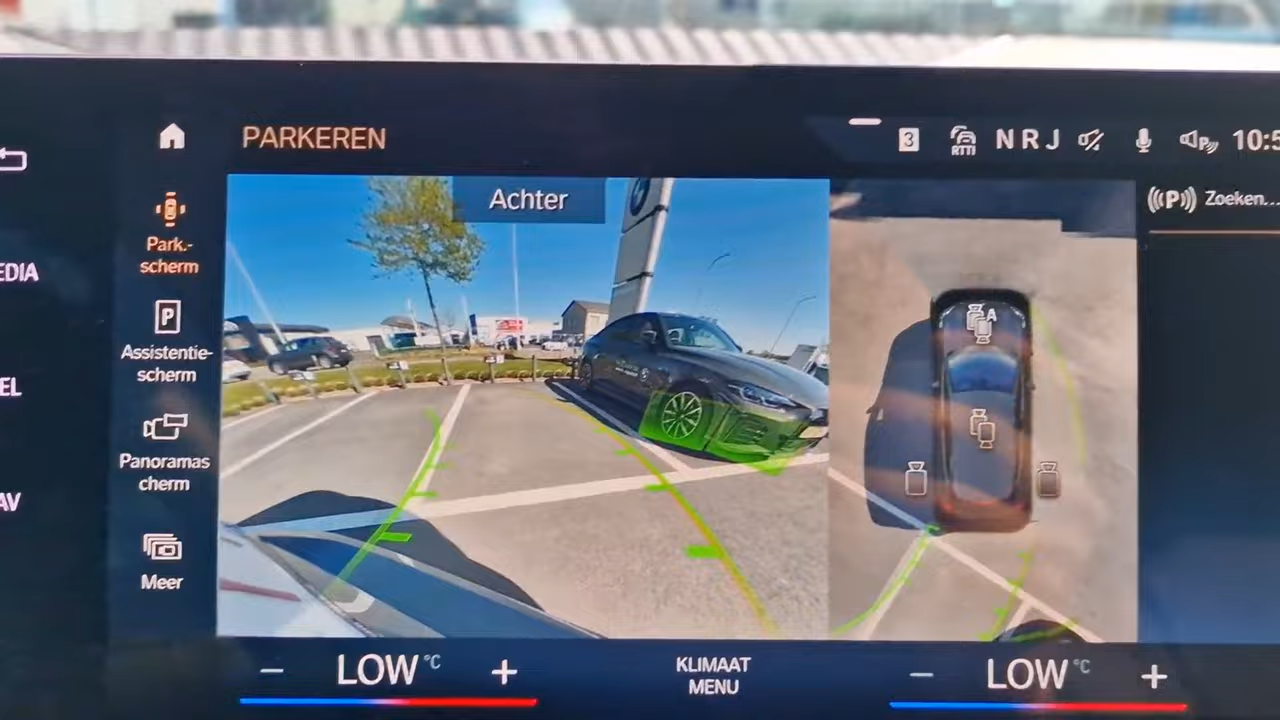 PARKEREN
3
RTTI
NRJ
10:5
Achter
Zoeken...
Park.-
scherm
EDIA
P
Assistentie-
scherm
EL
Panoramas
cherm
AV
Meer
A
(((P)))
− LOW °C +
KLIMAAT
MENU
− LOW °C +